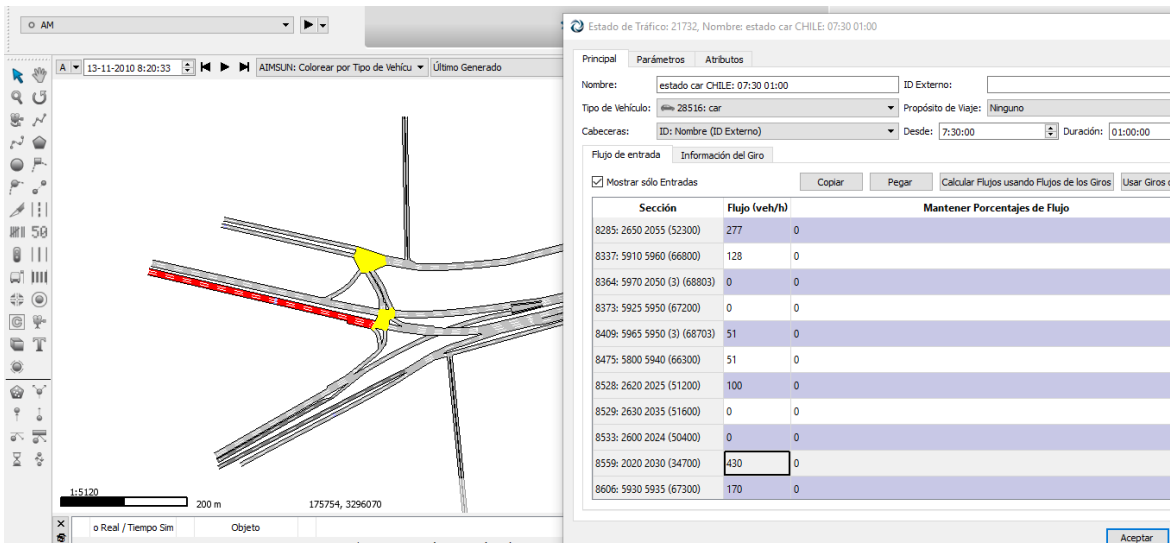 AM
A
13-11-2010 8:20:33
AIMSUN: Colorear por Tipo de Vehícu
Último Generado
50
1:5120
200 m
175754, 3296070
o Real / Tiempo Sim
Objeto
Estado de Tráfico: 21732, Nombre: estado car CHILE: 07:30 01:00
Principal
Parámetros
Atributos
Nombre:
estado car CHILE: 07:30 01:00
ID Externo:
Tipo de Vehículo:
28516: car
Propósito de Viaje:
Ninguno
Cabeceras:
ID: Nombre (ID Externo)
Desde:
7:30:00
Duración:
01:00:00
Flujo de entrada
Información del Giro
Mostrar sólo Entradas
Copiar
Pegar
Calcular Flujos usando Flujos de los Giros
Usar Giros
Sección Flujo (veh/h) Mantener Porcentajes de Flujo
8285: 2650 2055 (52300) 277 0
8337: 5910 5960 (66800) 128 0
8364: 5970 2050 (3) (68803) 0 0
8373: 5925 5950 (67200) 0 0
8409: 5965 5950 (3) (68703) 51 0
8475: 5800 5940 (66300) 51 0
8528: 2620 2025 (51200) 100 0
8529: 2630 2035 (51600) 0 0
8533: 2600 2024 (50400) 0 0
8559: 2020 2030 (34700) 430 0
8606: 5930 5935 (67300) 170 0
Aceptar